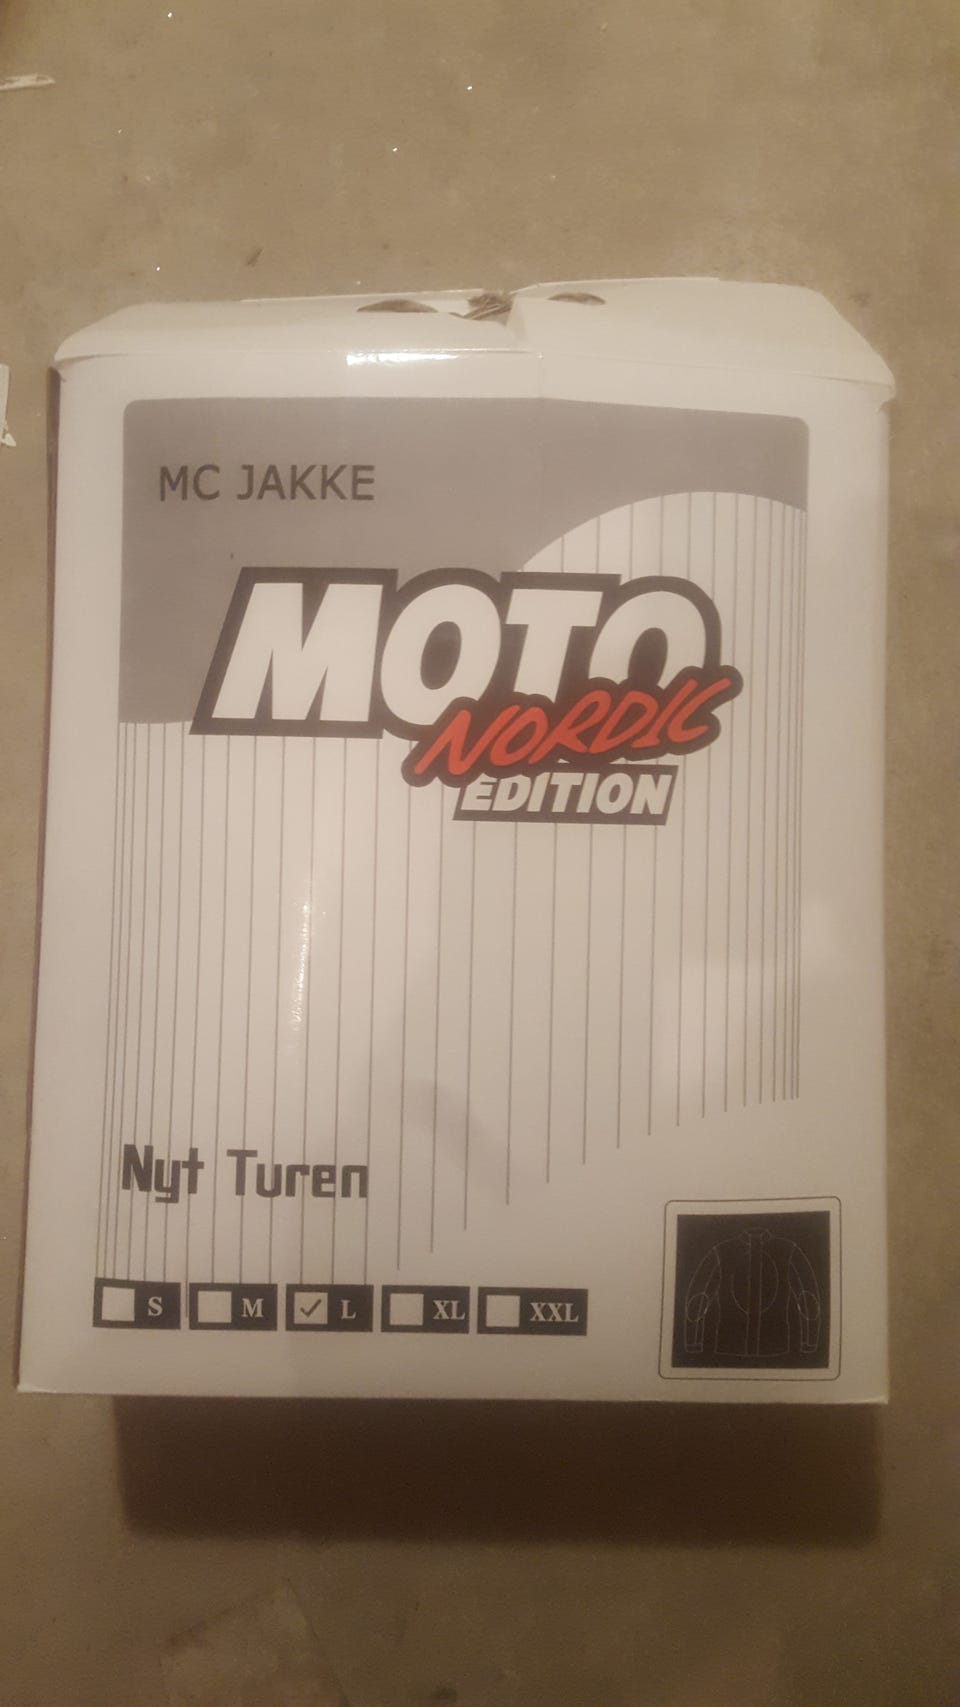 MC JAKKE
MOTO
NORDIC
EDITION
Nyt Turen
S M L XL XXL